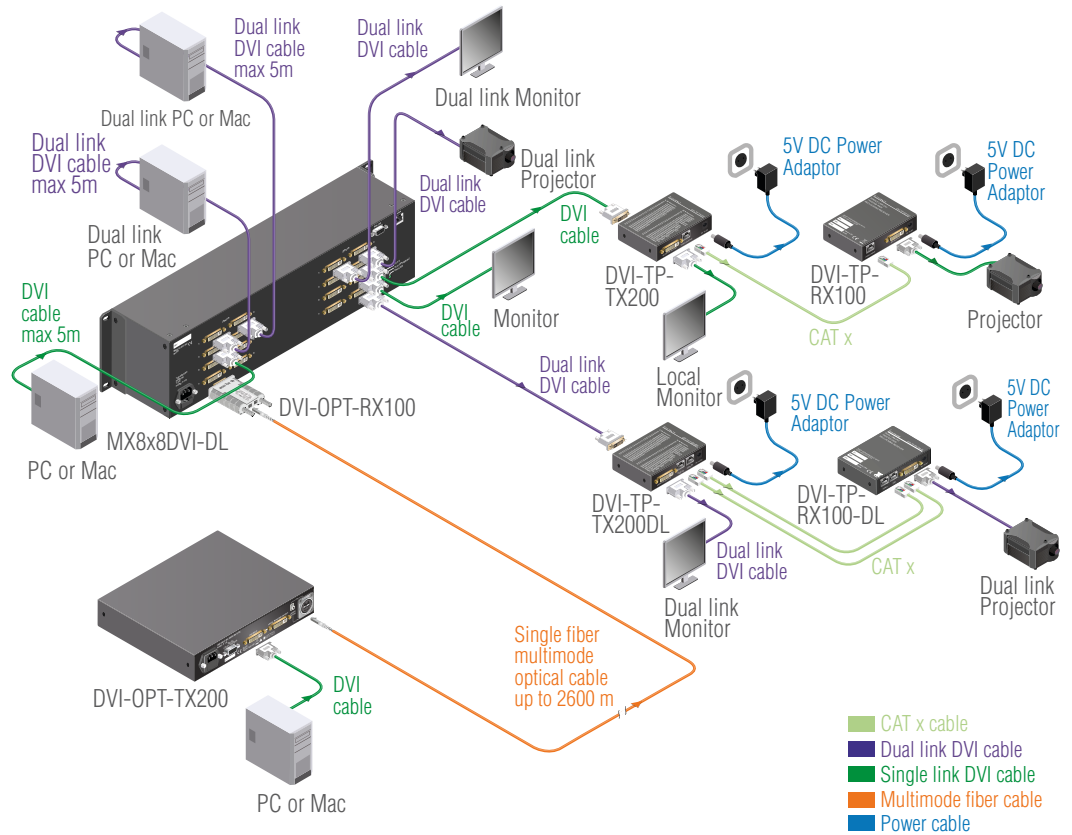 Dual link
DVI cable
max 5m
Dual link PC or Mac
Dual link
DVI cable
Dual link Monitor
Dual link
DVI cable
max 5m
Dual link
PC or Mac
Dual link
Projector
Dual link
DVI cable
DVI
cable
5V DC Power
Adaptor
5V DC
Power
Adaptor
DVI-TP-
TX200
DVI-TP-
RX100
Projector
CAT x
Local
Monitor
DVI
cable
Monitor
DVI
cable
max 5m
PC or Mac
MX8x8DVI-DL
DVI-OPT-RX100
Dual link
DVI cable
5V DC Power
Adaptor
5V DC
Power
Adaptor
DVI-TP-
TX200DL
DVI-TP-
RX100-DL
Dual link
DVI cable
CAT x
Dual link
Monitor
Dual link
Projector
Single fiber
multimode
optical cable
up to 2600 m
DVI-OPT-TX200
DVI
cable
PC or Mac
CAT x cable
Dual link DVI cable
Single link DVI cable
Multimode fiber cable
Power cable